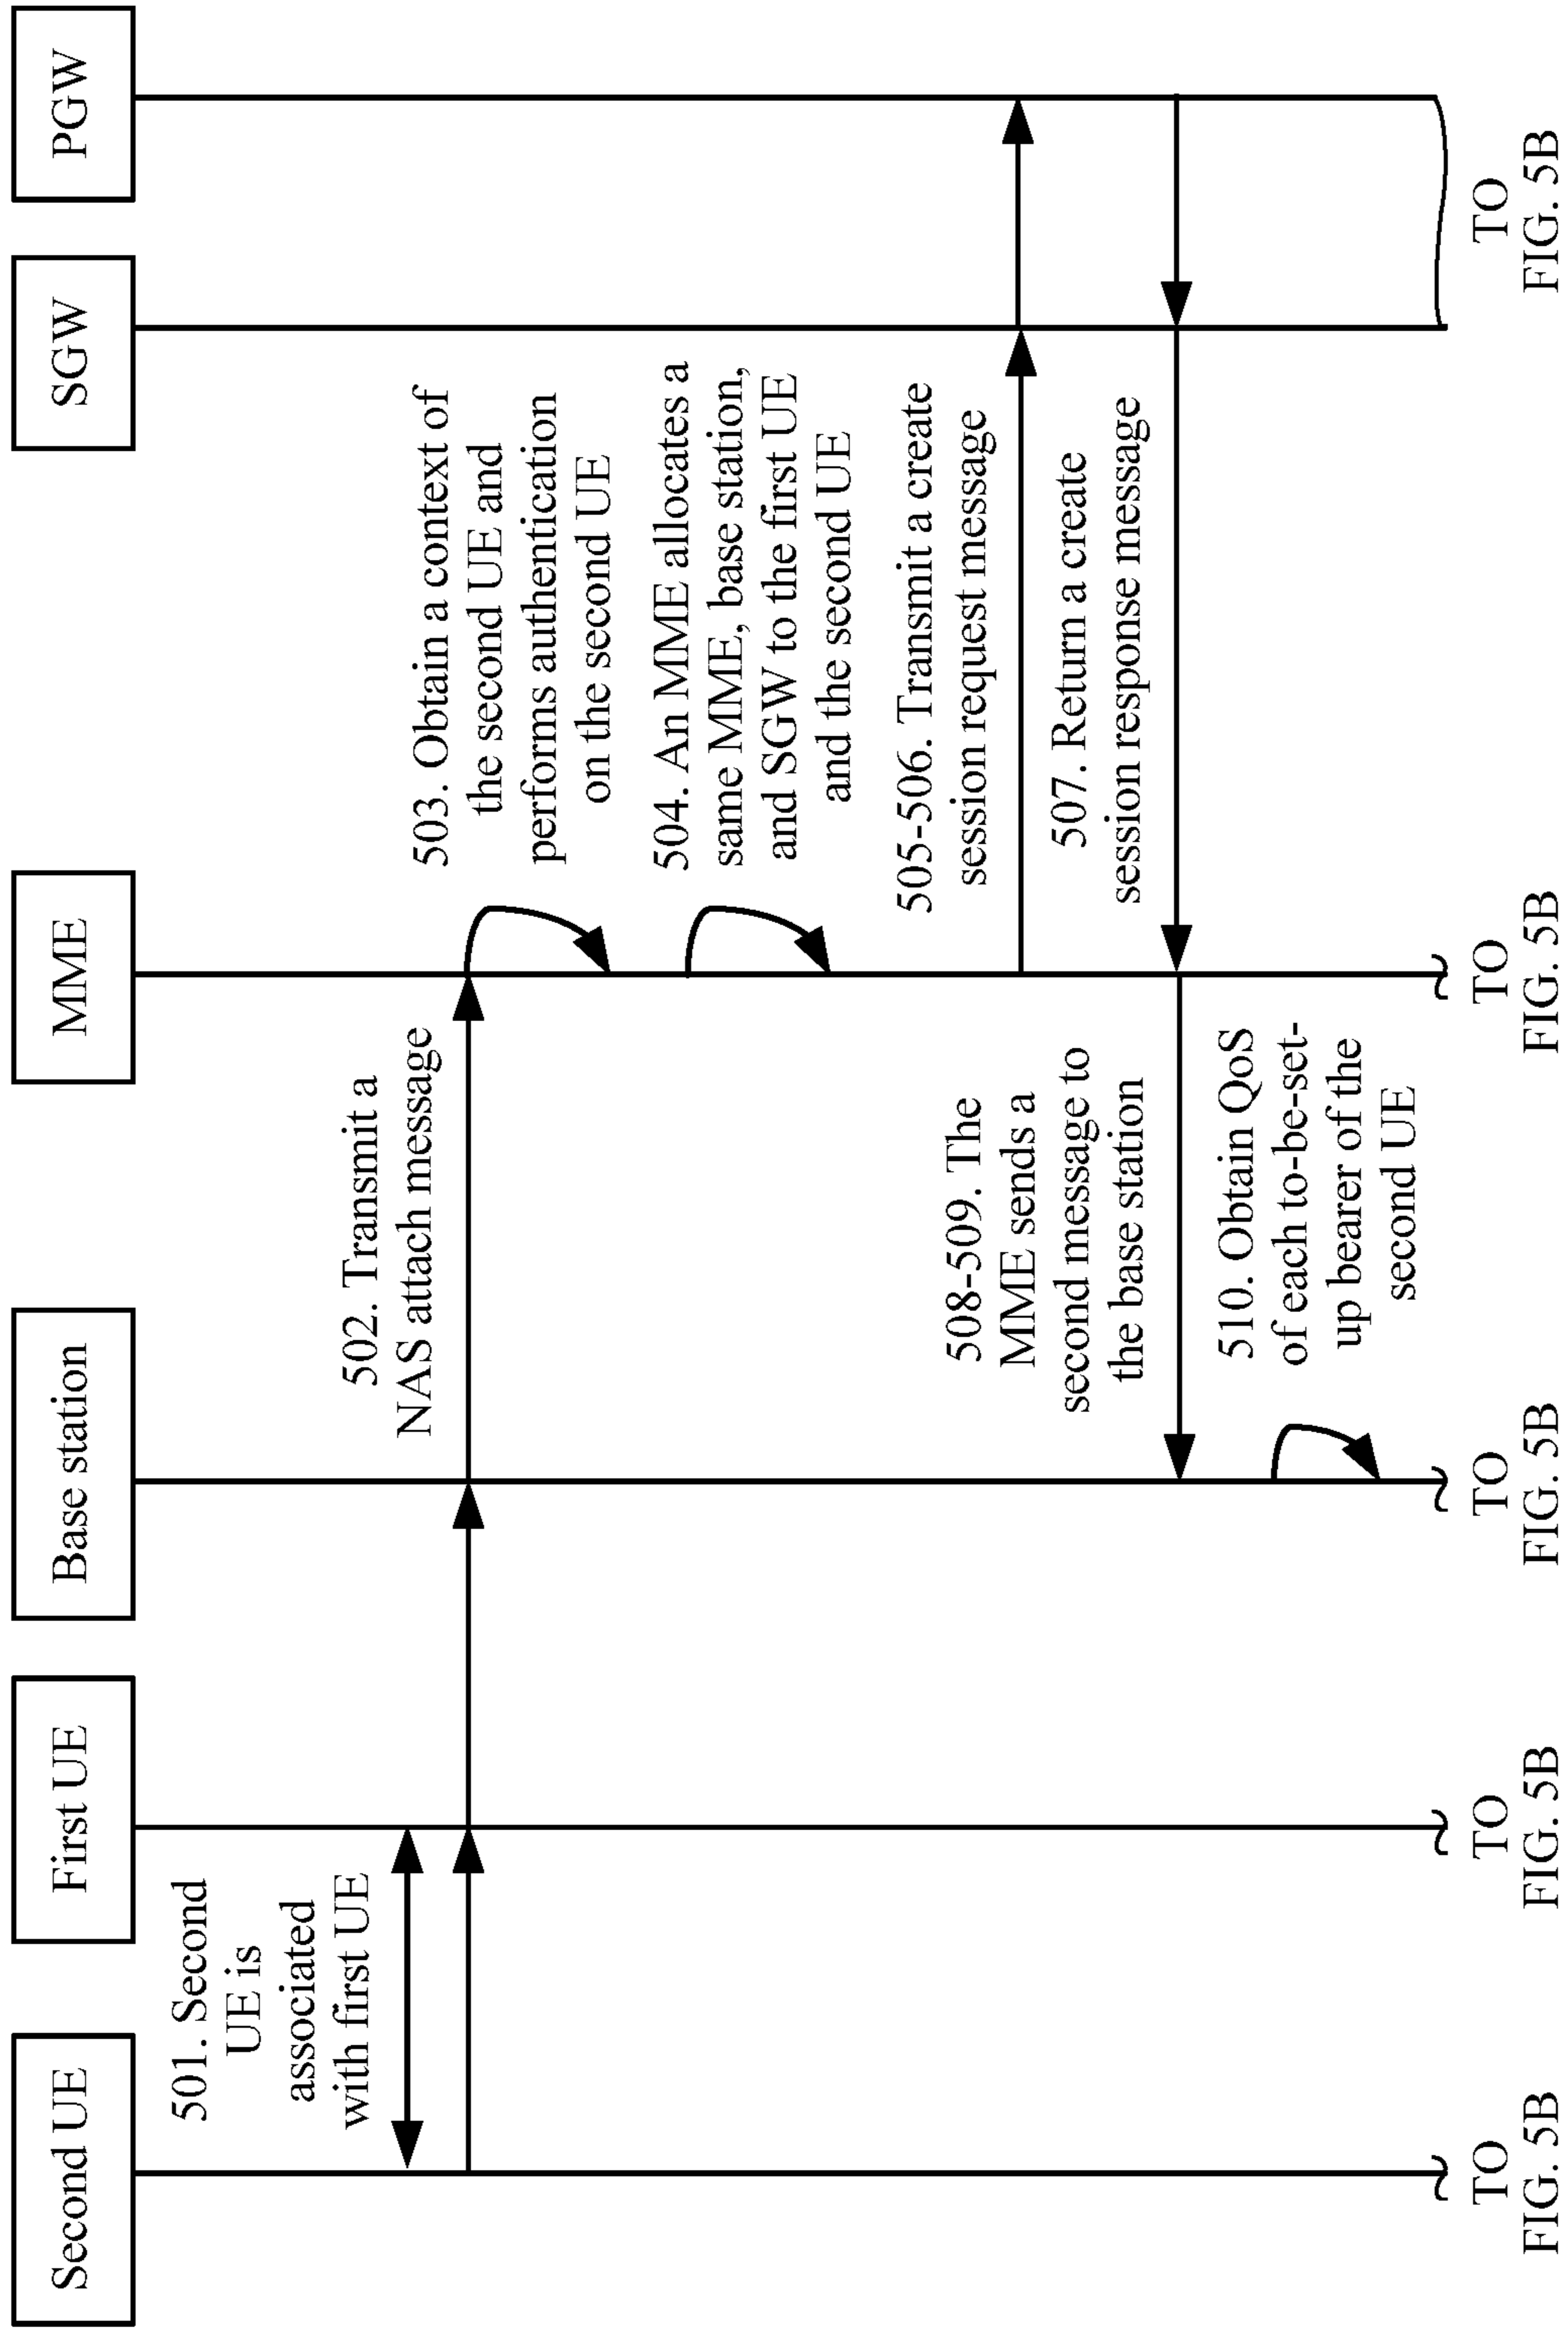 Second UE
First UE
Base station
MME
SGW
PGW
501. Second
UE is
associated
with first UE
502. Transmit a
NAS attach message
503. Obtain a context of
the second UE and
performs authentication
on the second UE
504. An MME allocates a
same MME, base station,
and SGW to the first UE
and the second UE
505-506. Transmit a create
session request message
507. Return a create
session response message
508-509. The
MME sends a
second message to
the base station
510. Obtain QoS
of each to-be-set-
up bearer of the
second UE
TO
FIG. 5B
TO
FIG. 5B
TO
FIG. 5B
TO
FIG. 5B
TO
FIG. 5B